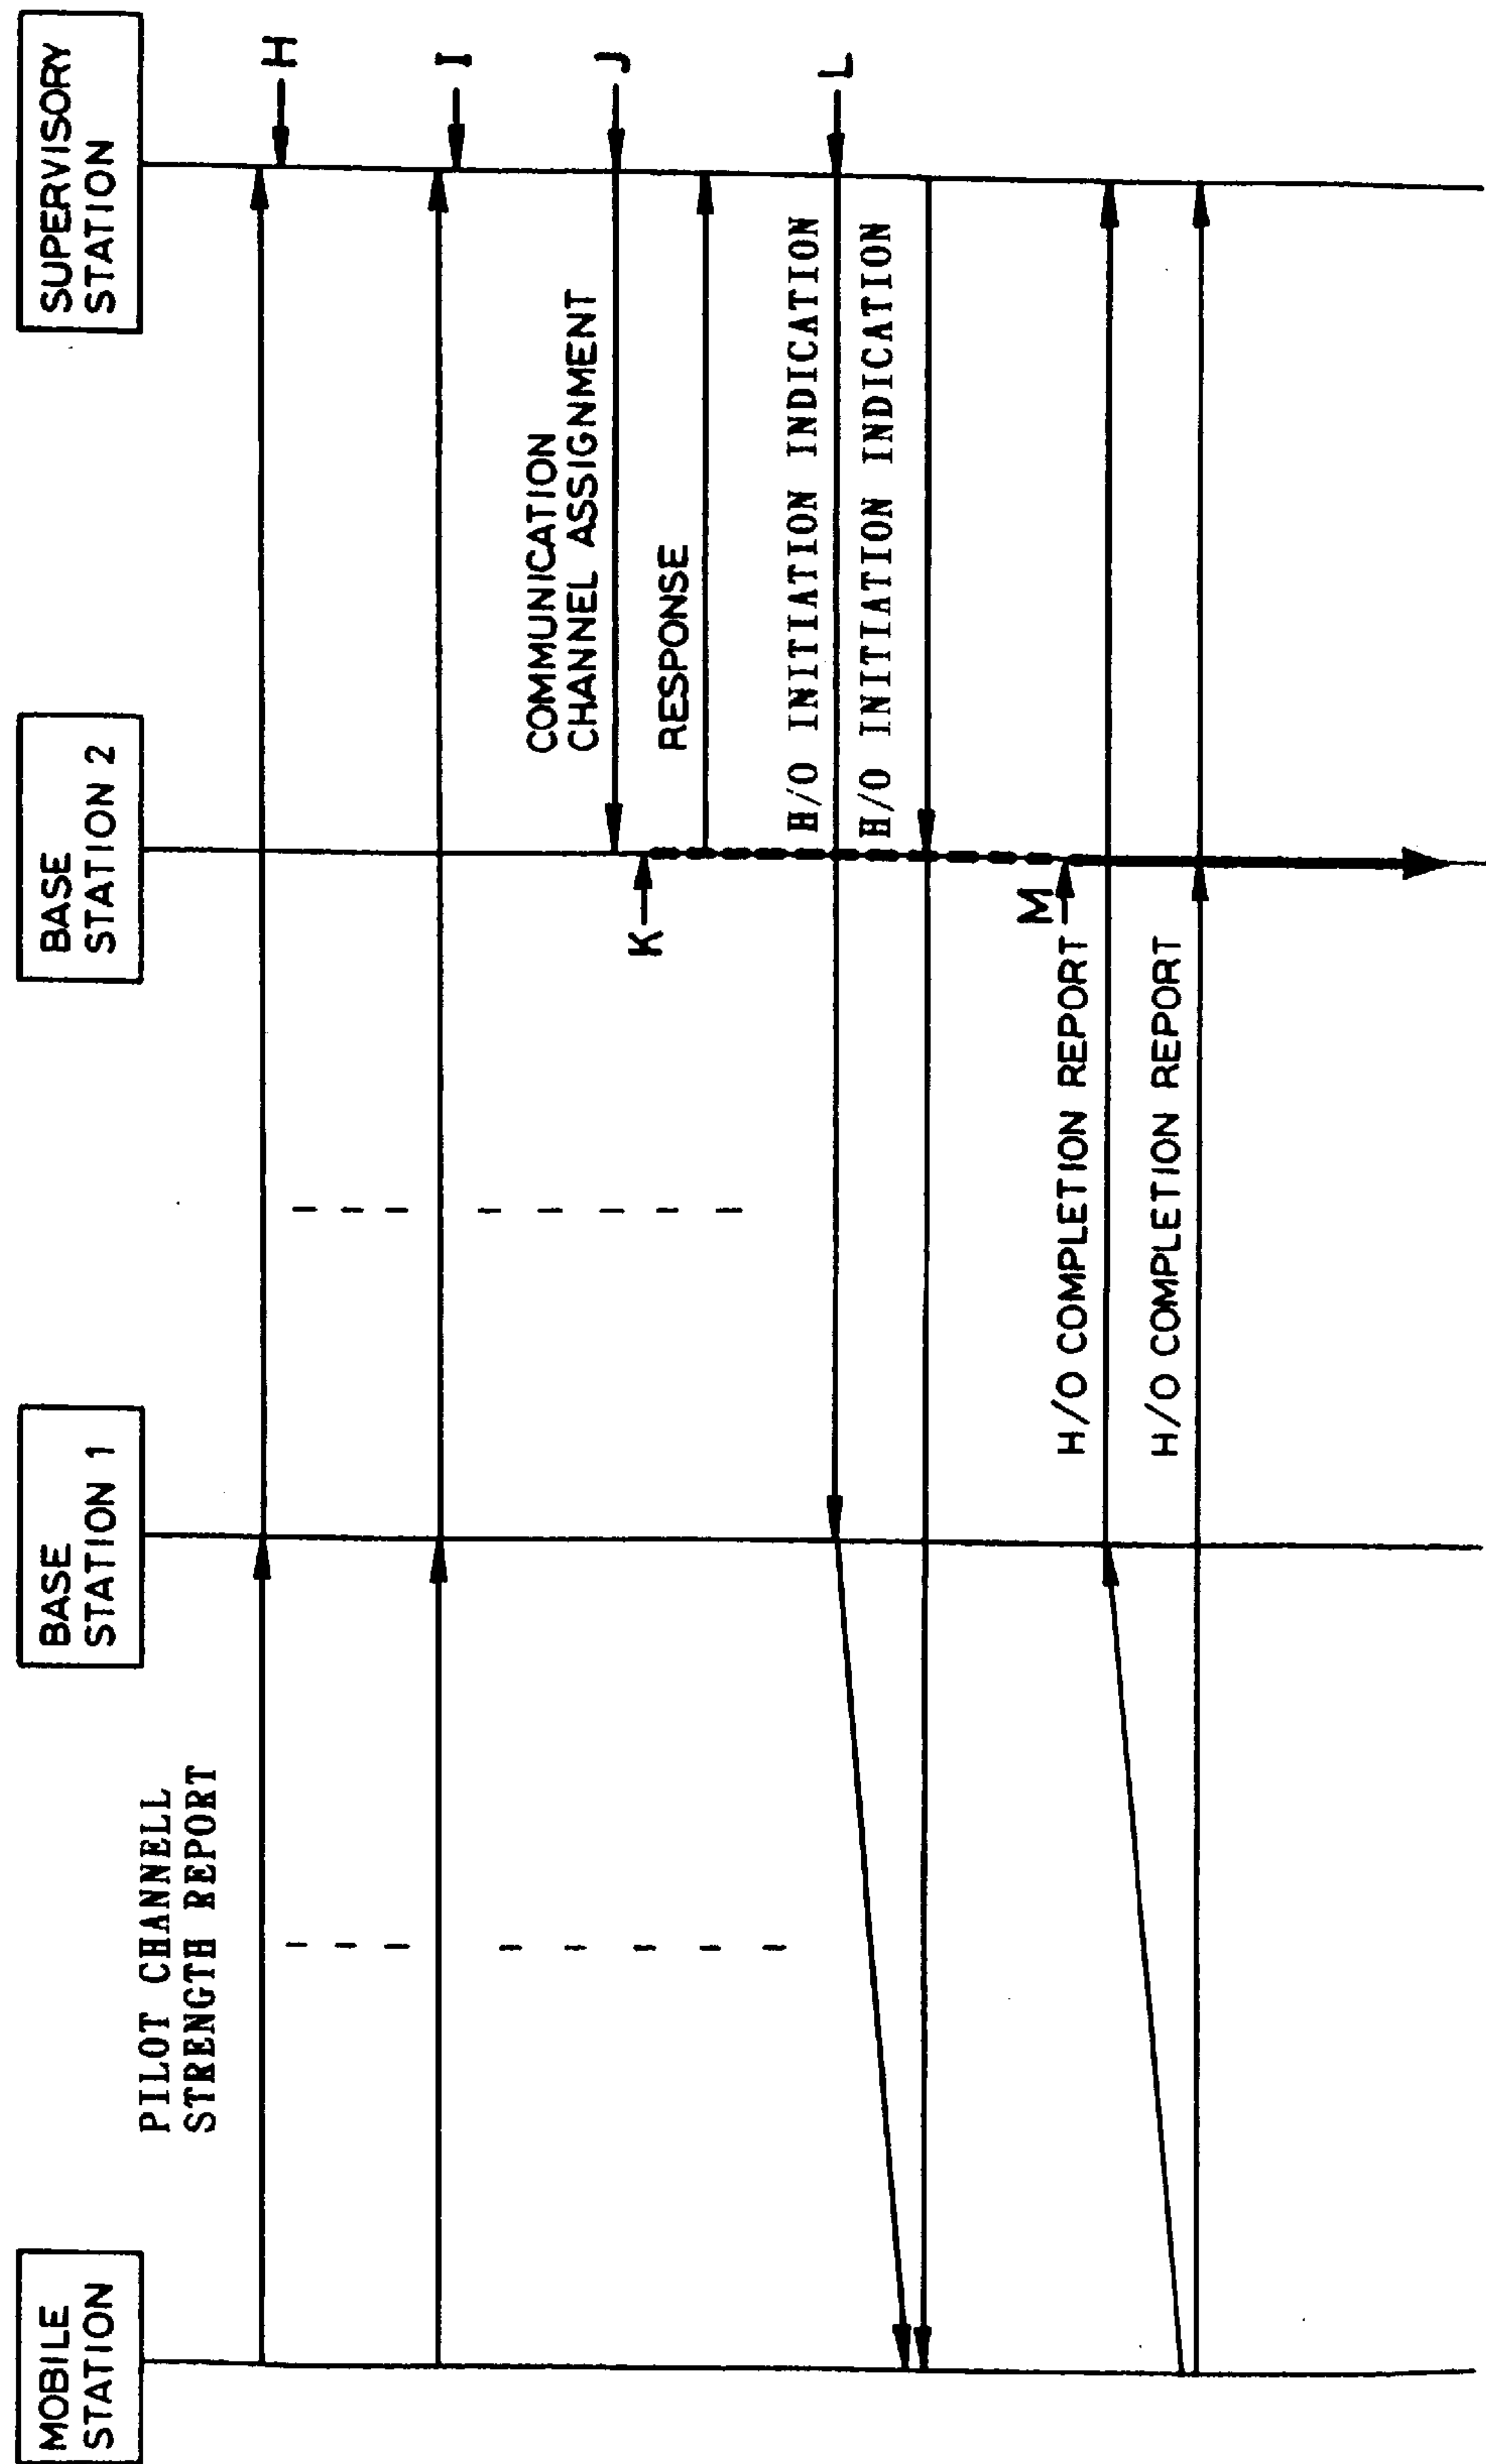 MOBILE
STATION
BASE
STATION 1
BASE
STATION 2
SUPERVISORY
STATION
PILOT CHANNELL
STRENGTH REPORT
H
I
COMMUNICATION
CHANNEL ASSIGNMENT
J
K
RESPONSE
H/O INITIATION INDICATION
L
H/O INITIATION INDICATION
M
H/O COMPLETION REPORT
H/O COMPLETION REPORT